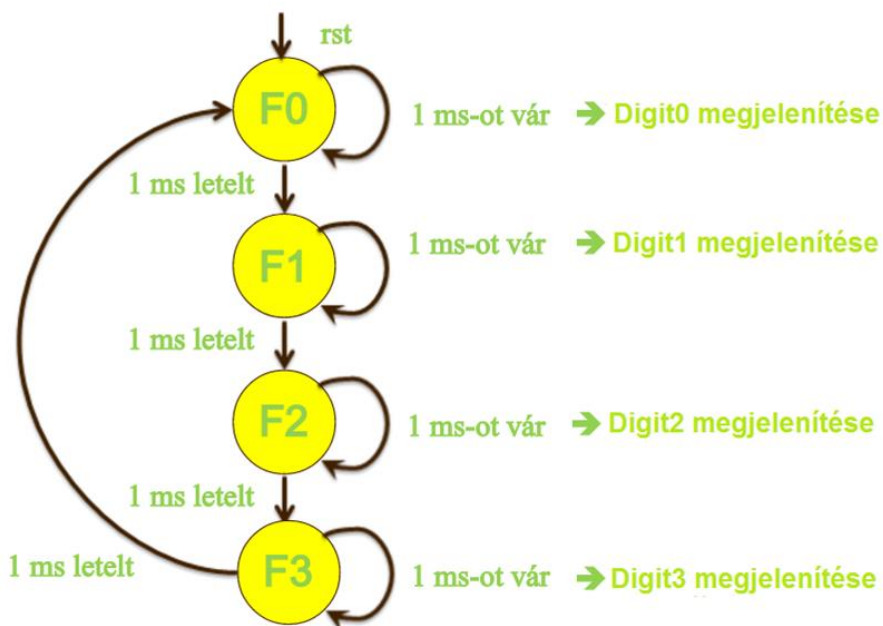 rst
F0
1 ms-ot vár ➔ Digit0 megjelenítése
1 ms letelt
F1
1 ms-ot vár ➔ Digit1 megjelenítése
1 ms letelt
F2
1 ms-ot vár ➔ Digit2 megjelenítése
1 ms letelt
1 ms letelt
F3
1 ms-ot vár ➔ Digit3 megjelenítése